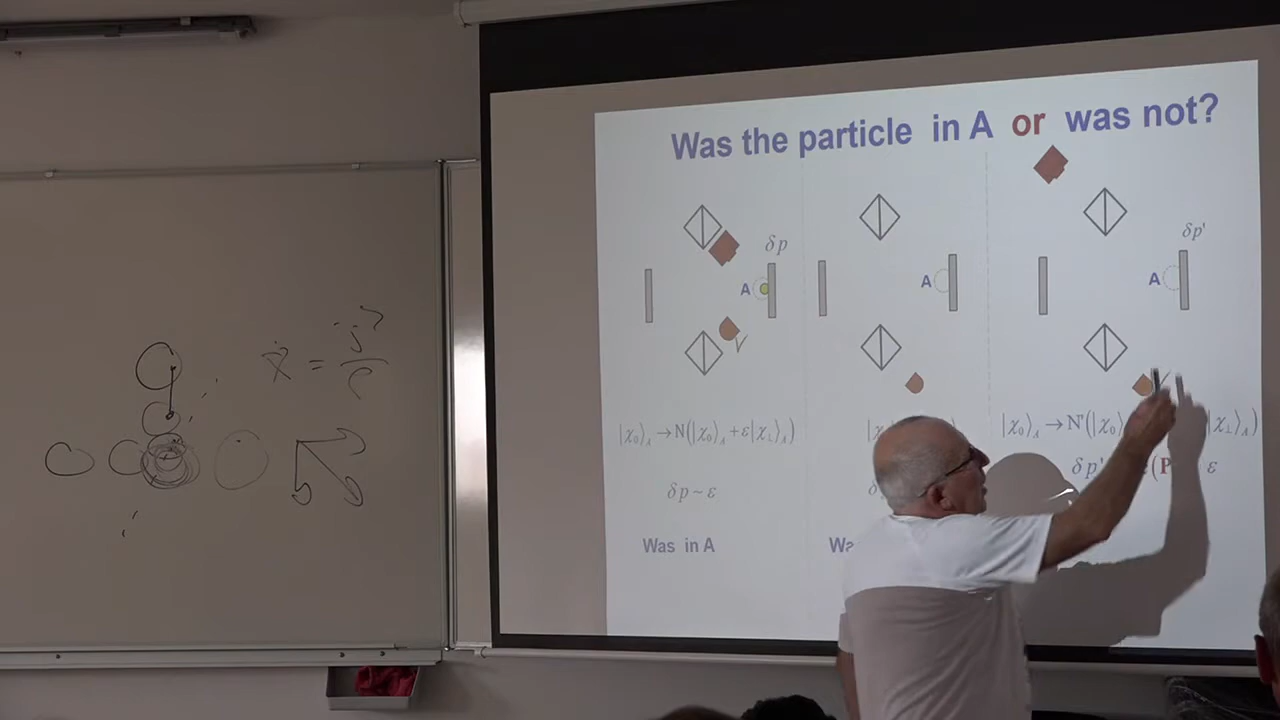 Was the particle in A or was not?
δp
A
|χ₀⟩_A → N(|χ₀⟩_A + ε|χ⊥⟩_A)
δp ~ ε
Was in A
A
δp'
A
|χ₀⟩_A → N'(|χ₀⟩ |χ⊥⟩_A)
δp' ε